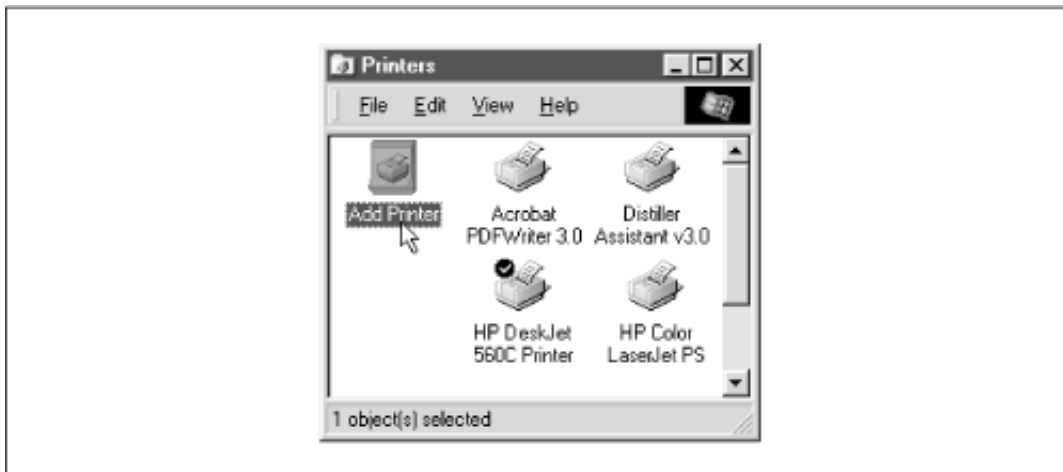 Printers
File Edit View Help
Add Printer
Acrobat
PDFWriter 3.0
Distiller
Assistant v3.0
HP DeskJet
560C Printer
HP Color
LaserJet PS
1 object(s) selected